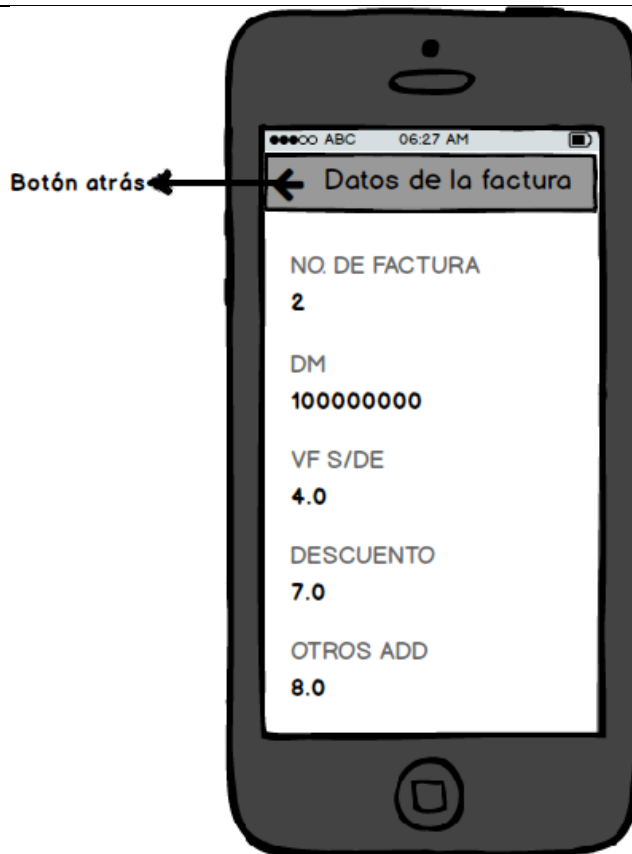 ABC 06:27 AM
Botón atrás
Datos de la factura
NO. DE FACTURA
2
DM
100000000
VF S/DE
4.0
DESCUENTO
7.0
OTROS ADD
8.0